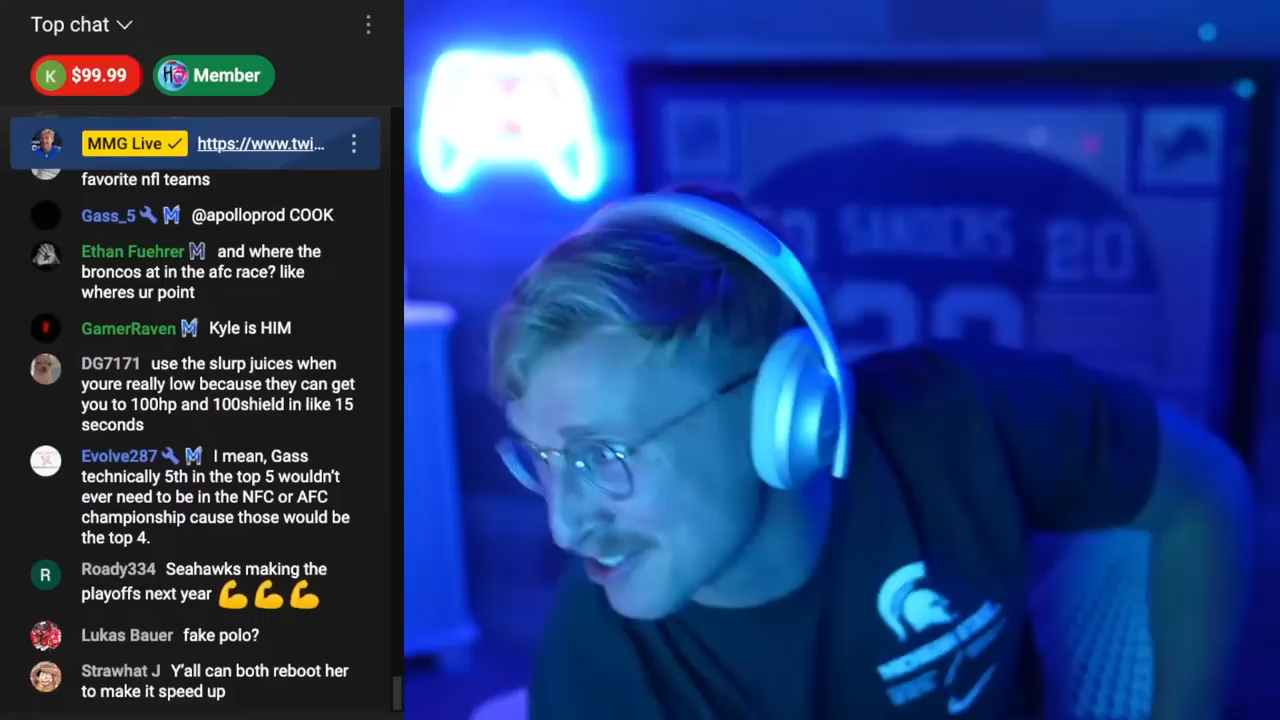 Top chat
K $99.99
Member
MMG Live https://www.twi...
favorite nfl teams
Gass_5 @apolloprod COOK
Ethan Fuehrer and where the
broncos at in the afc race? like
wheres ur point
GamerRaven Kyle is HIM
DG7171 use the slurp juices when
youre really low because they can get
you to 100hp and 100shield in like 15
seconds
Evolve287 I mean, Gass
technically 5th in the top 5 wouldn't
ever need to be in the NFC or AFC
championship cause those would be
the top 4.
R Roady334 Seahawks making the
playoffs next year 💪💪💪
Lukas Bauer fake polo?
Strawhat J Y'all can both reboot her
to make it speed up
20
20